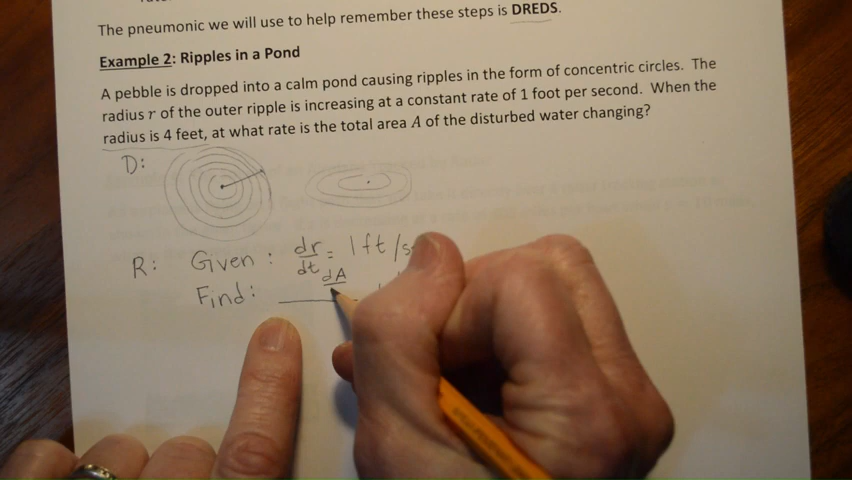 The pneumonic we will use to help remember these steps is DREDS.
Example 2: Ripples in a Pond
A pebble is dropped into a calm pond causing ripples in the form of concentric circles. The
radius r of the outer ripple is increasing at a constant rate of 1 foot per second. When the
radius is 4 feet, at what rate is the total area A of the disturbed water changing?
D:
R: Given: dr/dt = 1 ft/s
Find: dA